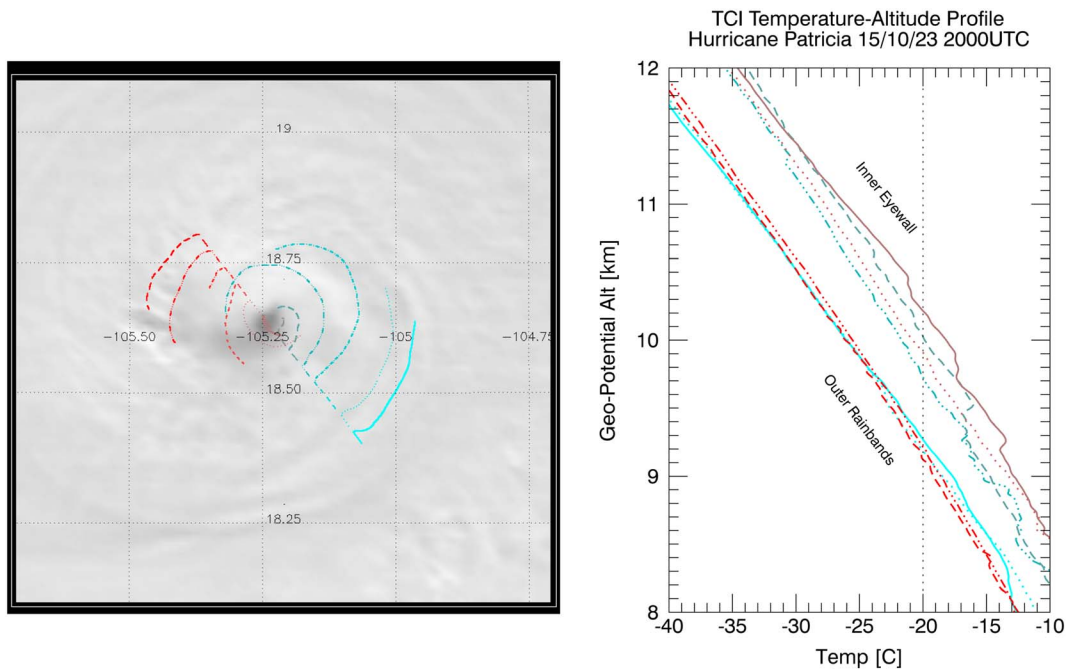 19
18.75
-105.50
-105.25
-105
-104.75
18.50
18.25
TCI Temperature-Altitude Profile
Hurricane Patricia 15/10/23 2000UTC
12
11
10
9
8
Geo-Potential Alt [km]
Inner Eyewall
Outer Rainbands
-40 -35 -30 -25 -20 -15 -10
Temp [C]